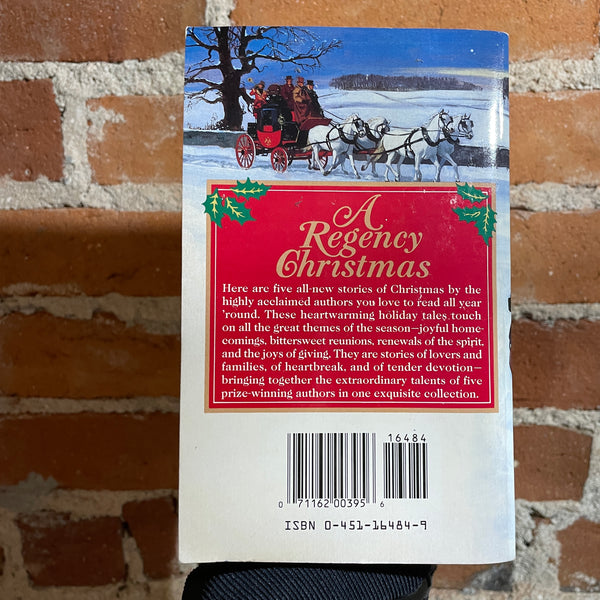 A
Regency
Christmas
Here are five all-new stories of Christmas by the
highly acclaimed authors you love to read all year
'round. These heartwarming holiday tales touch
on all the great themes of the season—joyful home-
comings, bittersweet reunions, renewals of the spirit,
and the joys of giving. They are stories of lovers and
families, of heartbreak, and of tender devotion—
bringing together the extraordinary talents of five
prize-winning authors in one exquisite collection.
16484
0 71162 00395 6
ISBN 0-451-16484-9